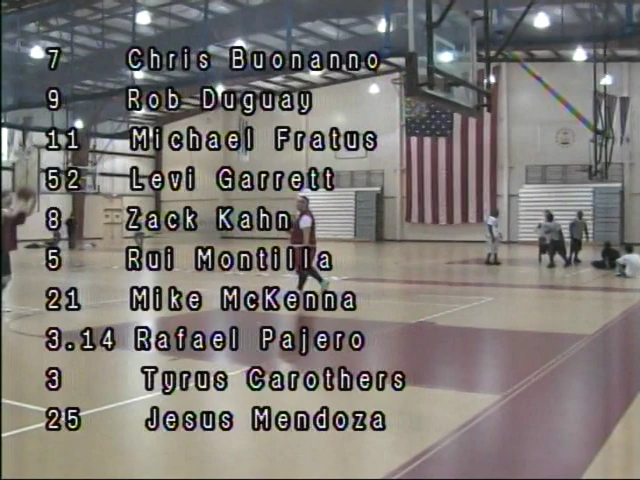 7 Chris Buonanno
9 Rob Duguay
11 Michael Fratus
52 Levi Garrett
8 Zack Kahn
5 Rui Montilla
21 Mike McKenna
3.14 Rafael Pajero
3 Tyrus Carothers
25 Jesus Mendoza